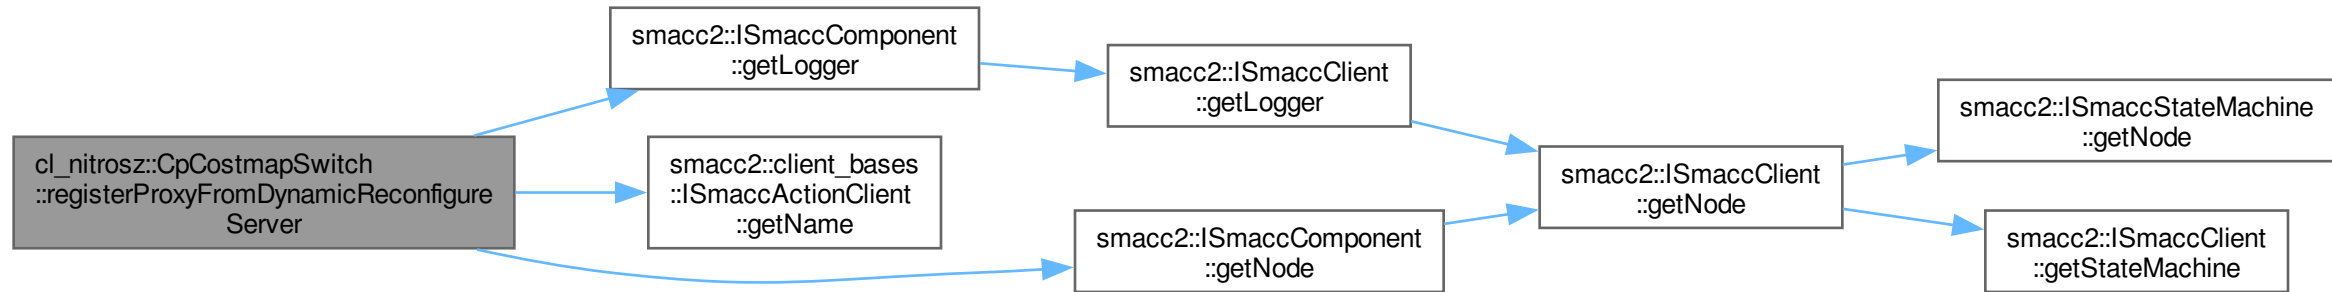 cl_nitrosz::CpCostmapSwitch
::registerProxyFromDynamicReconfigure
Server
smacc2::ISmaccComponent
::getLogger
smacc2::client_bases
::ISmaccActionClient
::getName
smacc2::ISmaccComponent
::getNode
smacc2::ISmaccClient
::getLogger
smacc2::ISmaccClient
::getNode
smacc2::ISmaccStateMachine
::getNode
smacc2::ISmaccClient
::getStateMachine